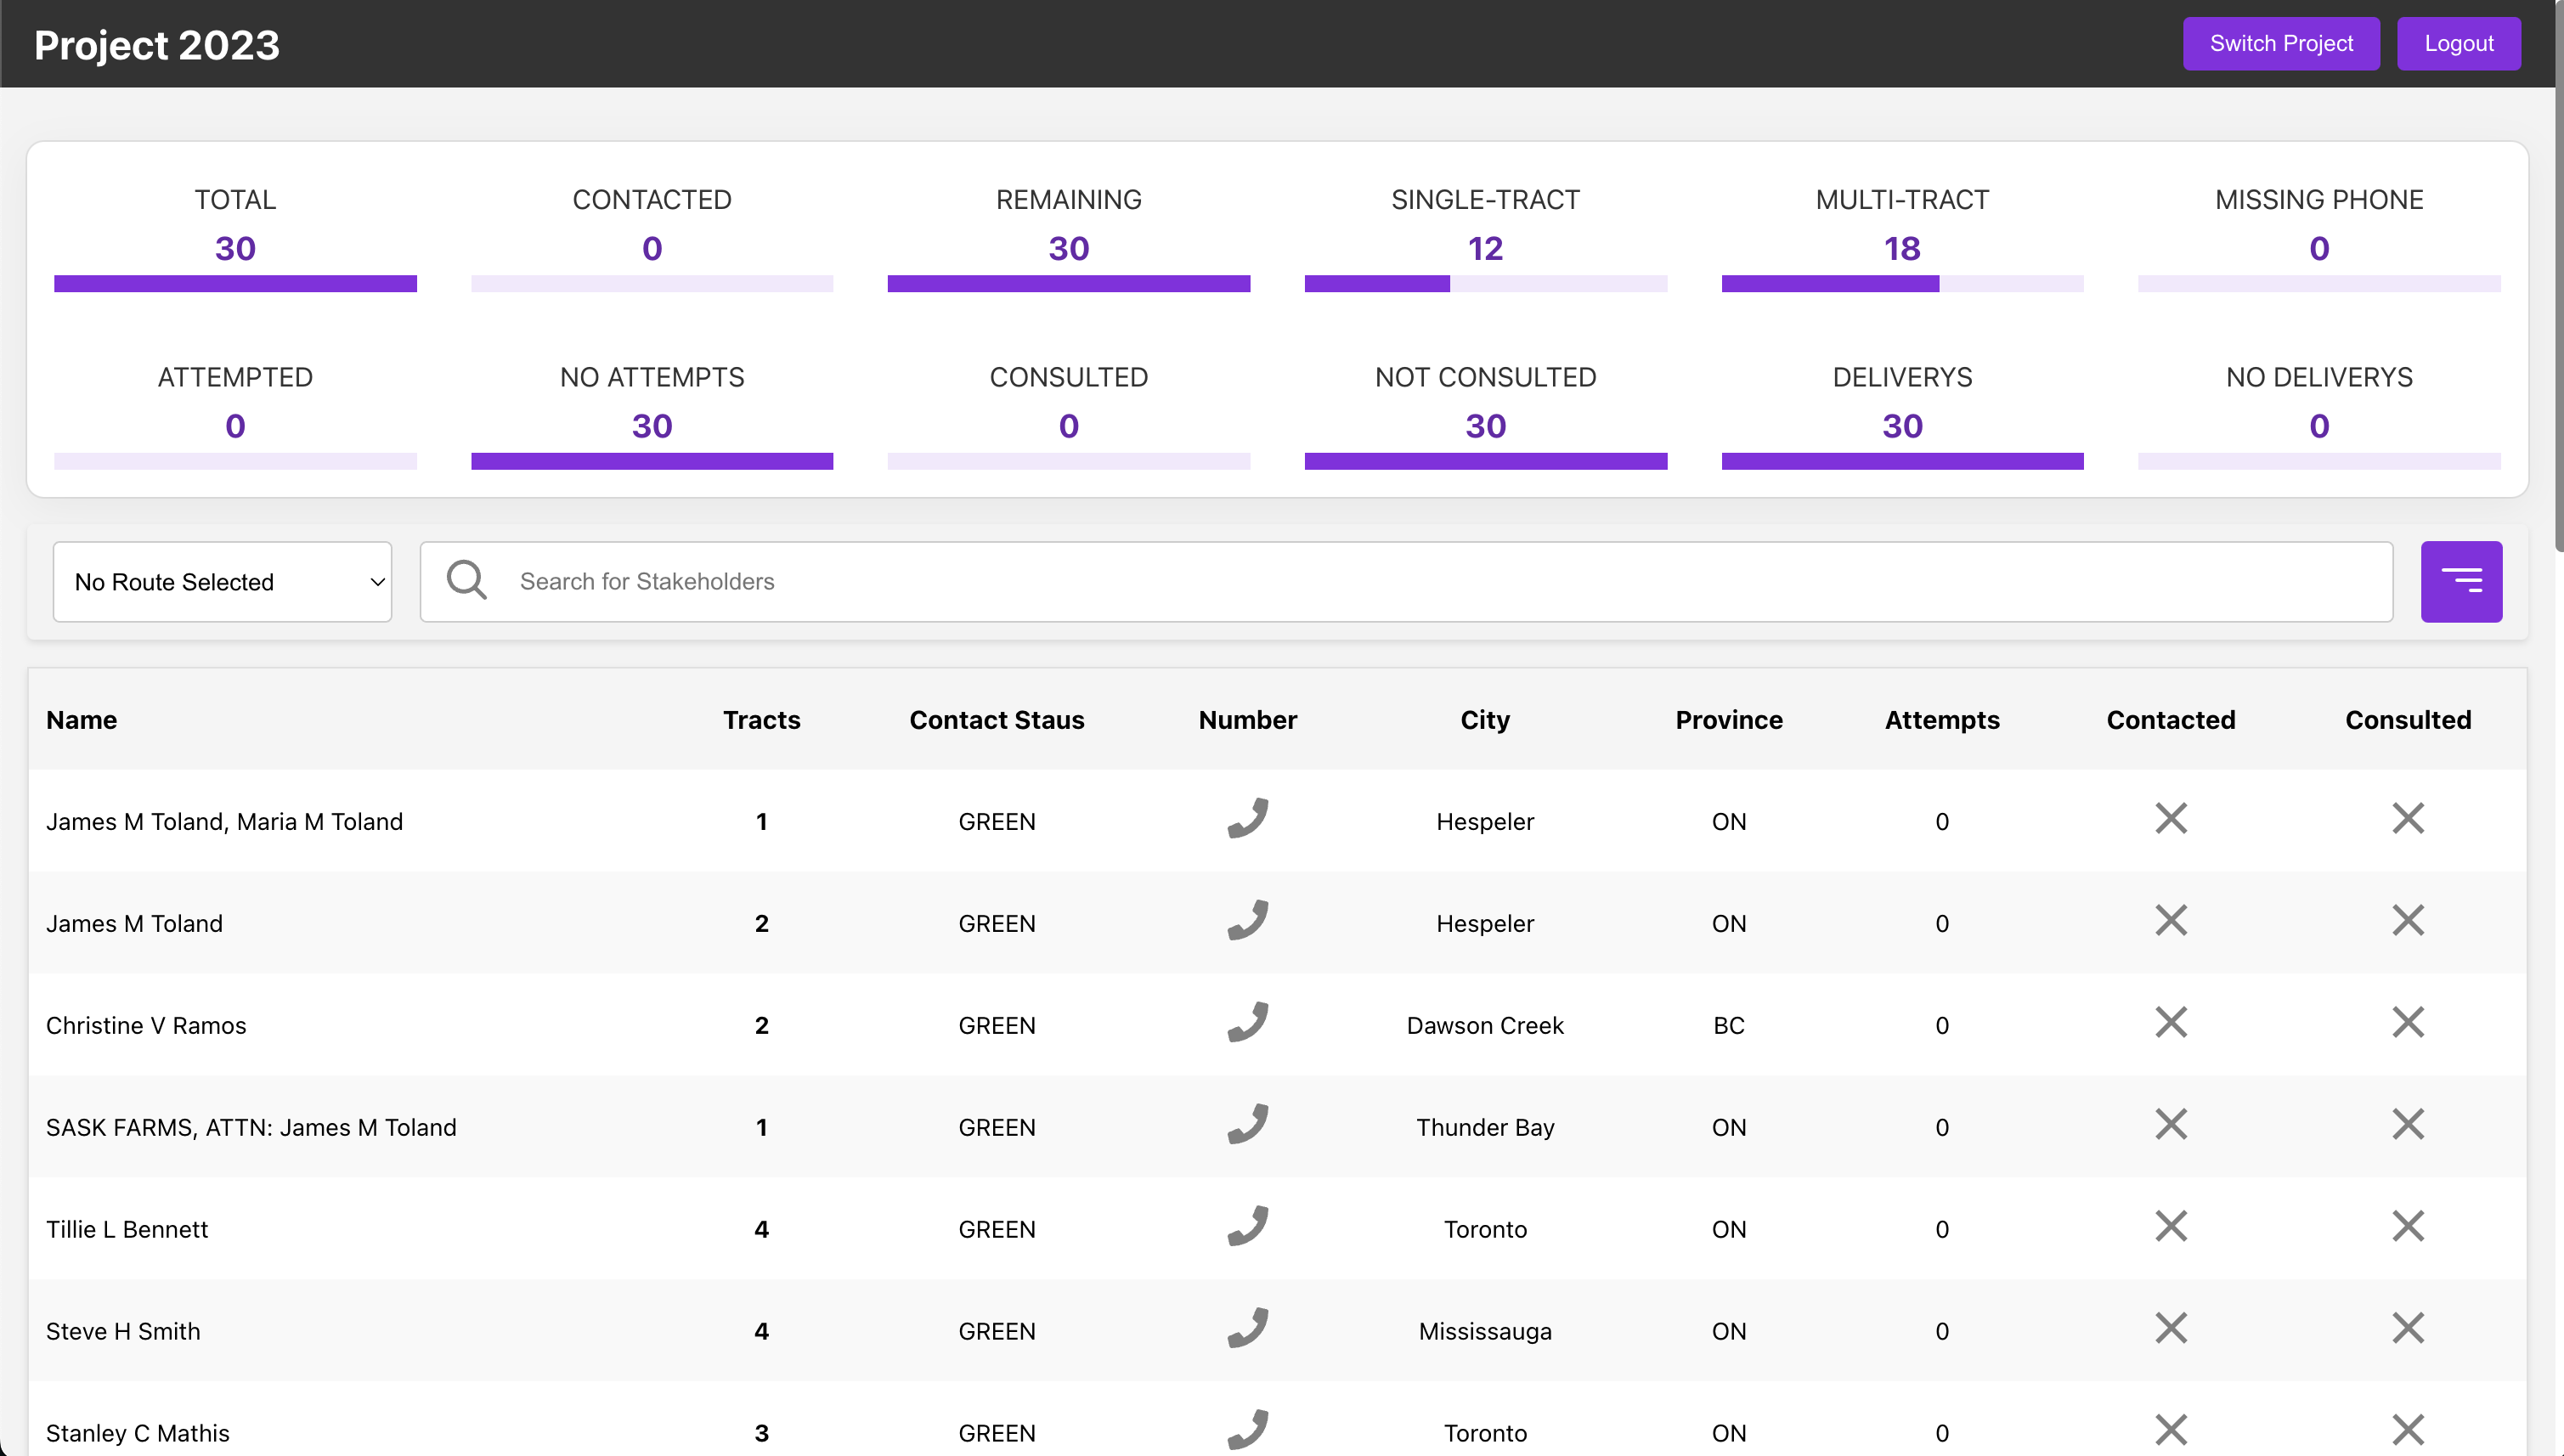 Project 2023
Switch Project
Logout
TOTAL CONTACTED REMAINING SINGLE-TRACT MULTI-TRACT MISSING PHONE
30 0 30 12 18 0
ATTEMPTED NO ATTEMPTS CONSULTED NOT CONSULTED DELIVERYS NO DELIVERYS
0 30 0 30 30 0
No Route Selected
Search for Stakeholders
Name Tracts Contact Staus Number City Province Attempts Contacted Consulted
James M Toland, Maria M Toland 1 GREEN Hespeler ON 0
James M Toland 2 GREEN Hespeler ON 0
Christine V Ramos 2 GREEN Dawson Creek BC 0
SASK FARMS, ATTN: James M Toland 1 GREEN Thunder Bay ON 0
Tillie L Bennett 4 GREEN Toronto ON 0
Steve H Smith 4 GREEN Mississauga ON 0
Stanley C Mathis 3 GREEN Toronto ON 0